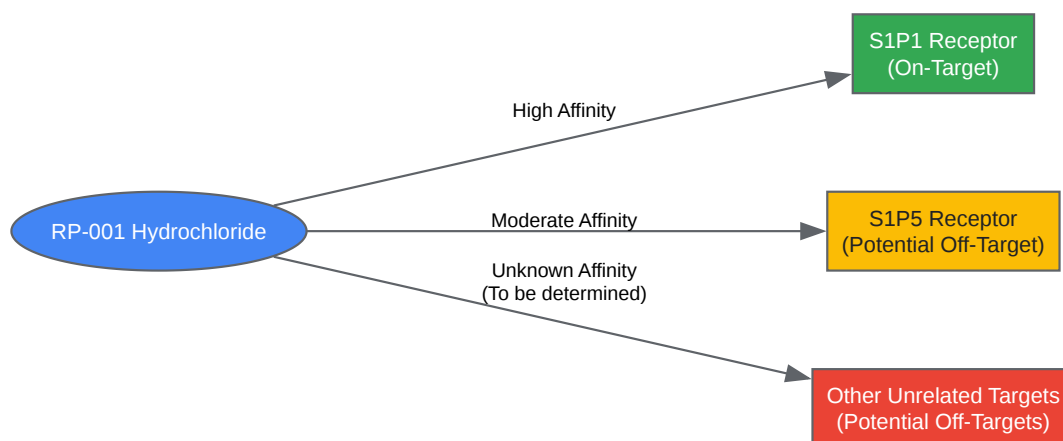 S1P1 Receptor
(On-Target)
High Affinity
RP-001 Hydrochloride
Moderate Affinity
S1P5 Receptor
(Potential Off-Target)
Unknown Affinity
(To be determined)
Other Unrelated Targets
(Potential Off-Targets)